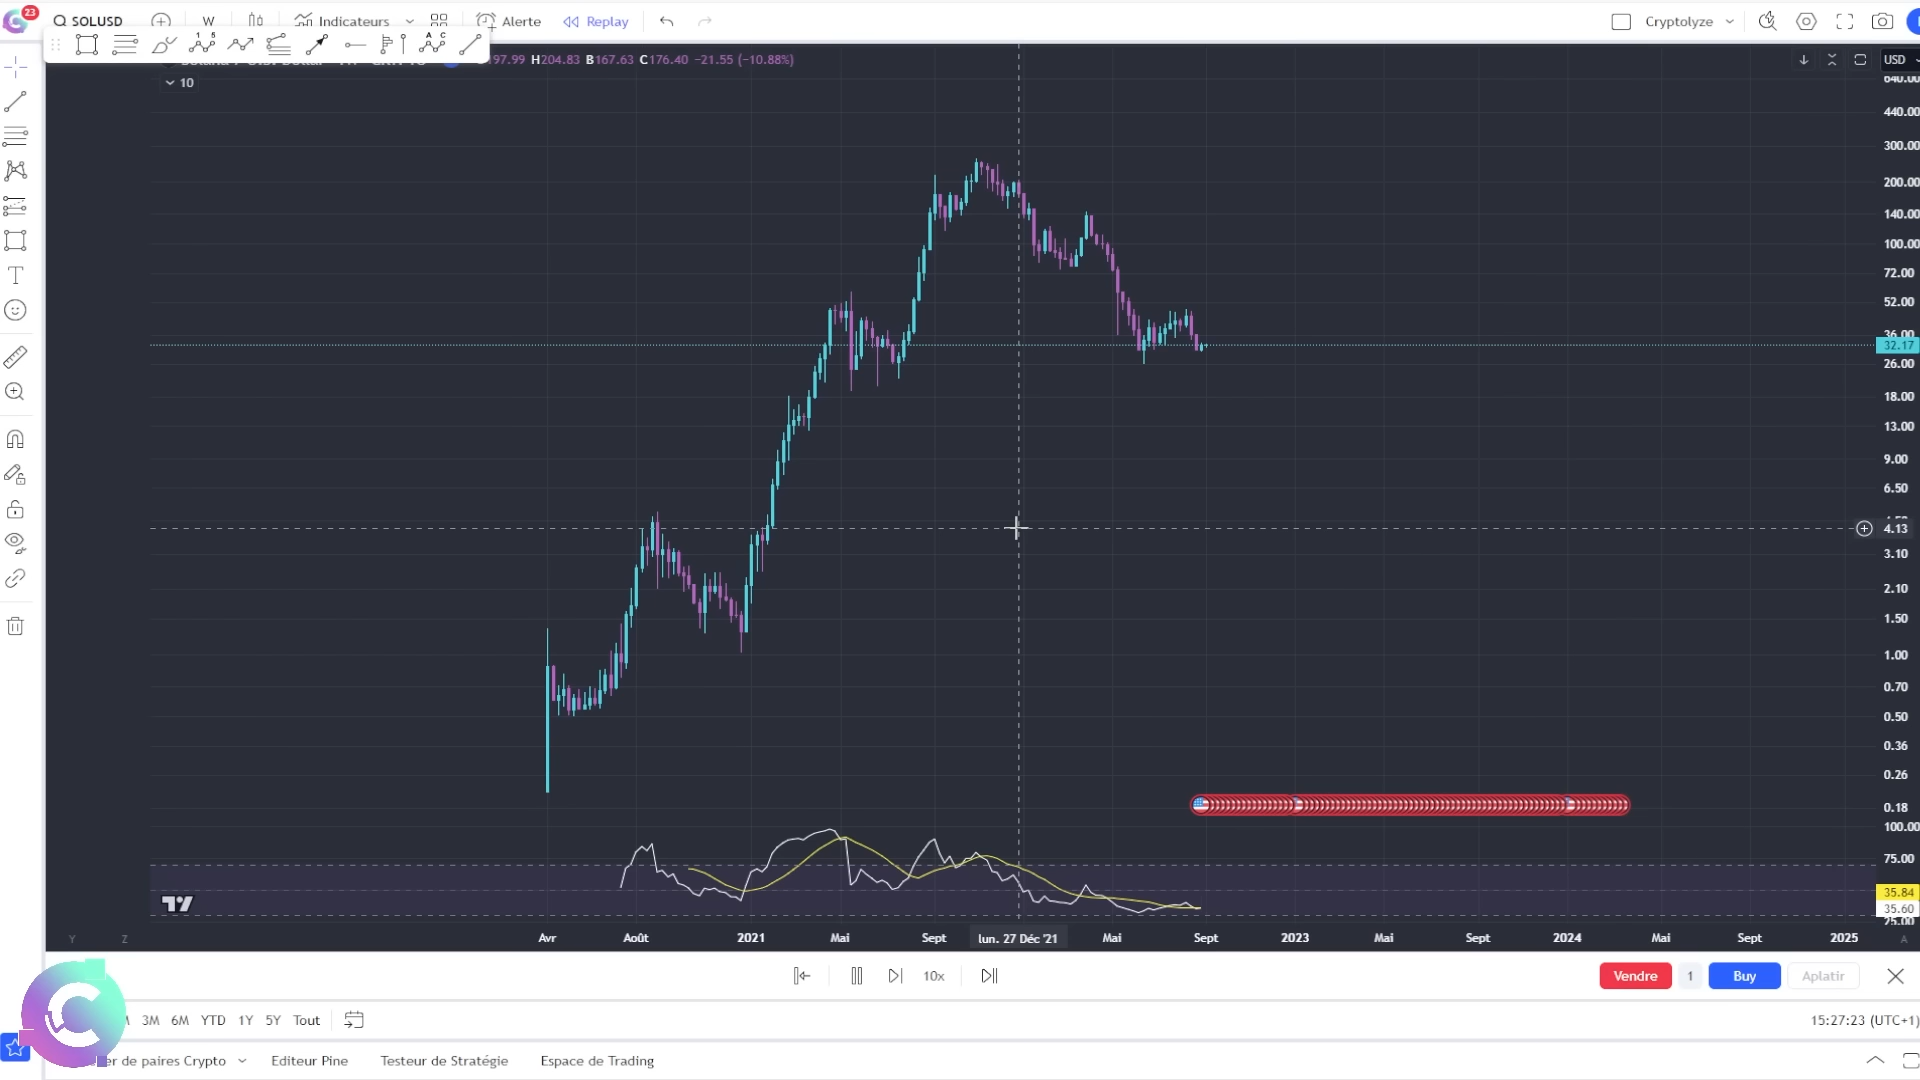 23
SOLUSD
W
Indicateurs
Alerte
Replay
Cryptolyze
197.99 H204.83 B167.63 C176.40 −21.55 (−10.88%)
USD
10
640.00
440.00
300.00
200.00
140.00
100.00
72.00
52.00
36.00
32.17
26.00
18.00
13.00
9.00
6.50
4.13
3.10
2.10
1.50
1.00
0.70
0.50
0.36
0.26
0.18
100.00
75.00
35.84
35.60
25.00
Y Z
Avr Août 2021 Mai Sept lun. 27 Déc '21 Mai Sept 2023 Mai Sept 2024 Mai Sept 2025
A
10x
Vendre 1 Buy Aplatir
3M 6M YTD 1Y 5Y Tout
15:27:23 (UTC+1)
de paires Crypto Editeur Pine Testeur de Stratégie Espace de Trading